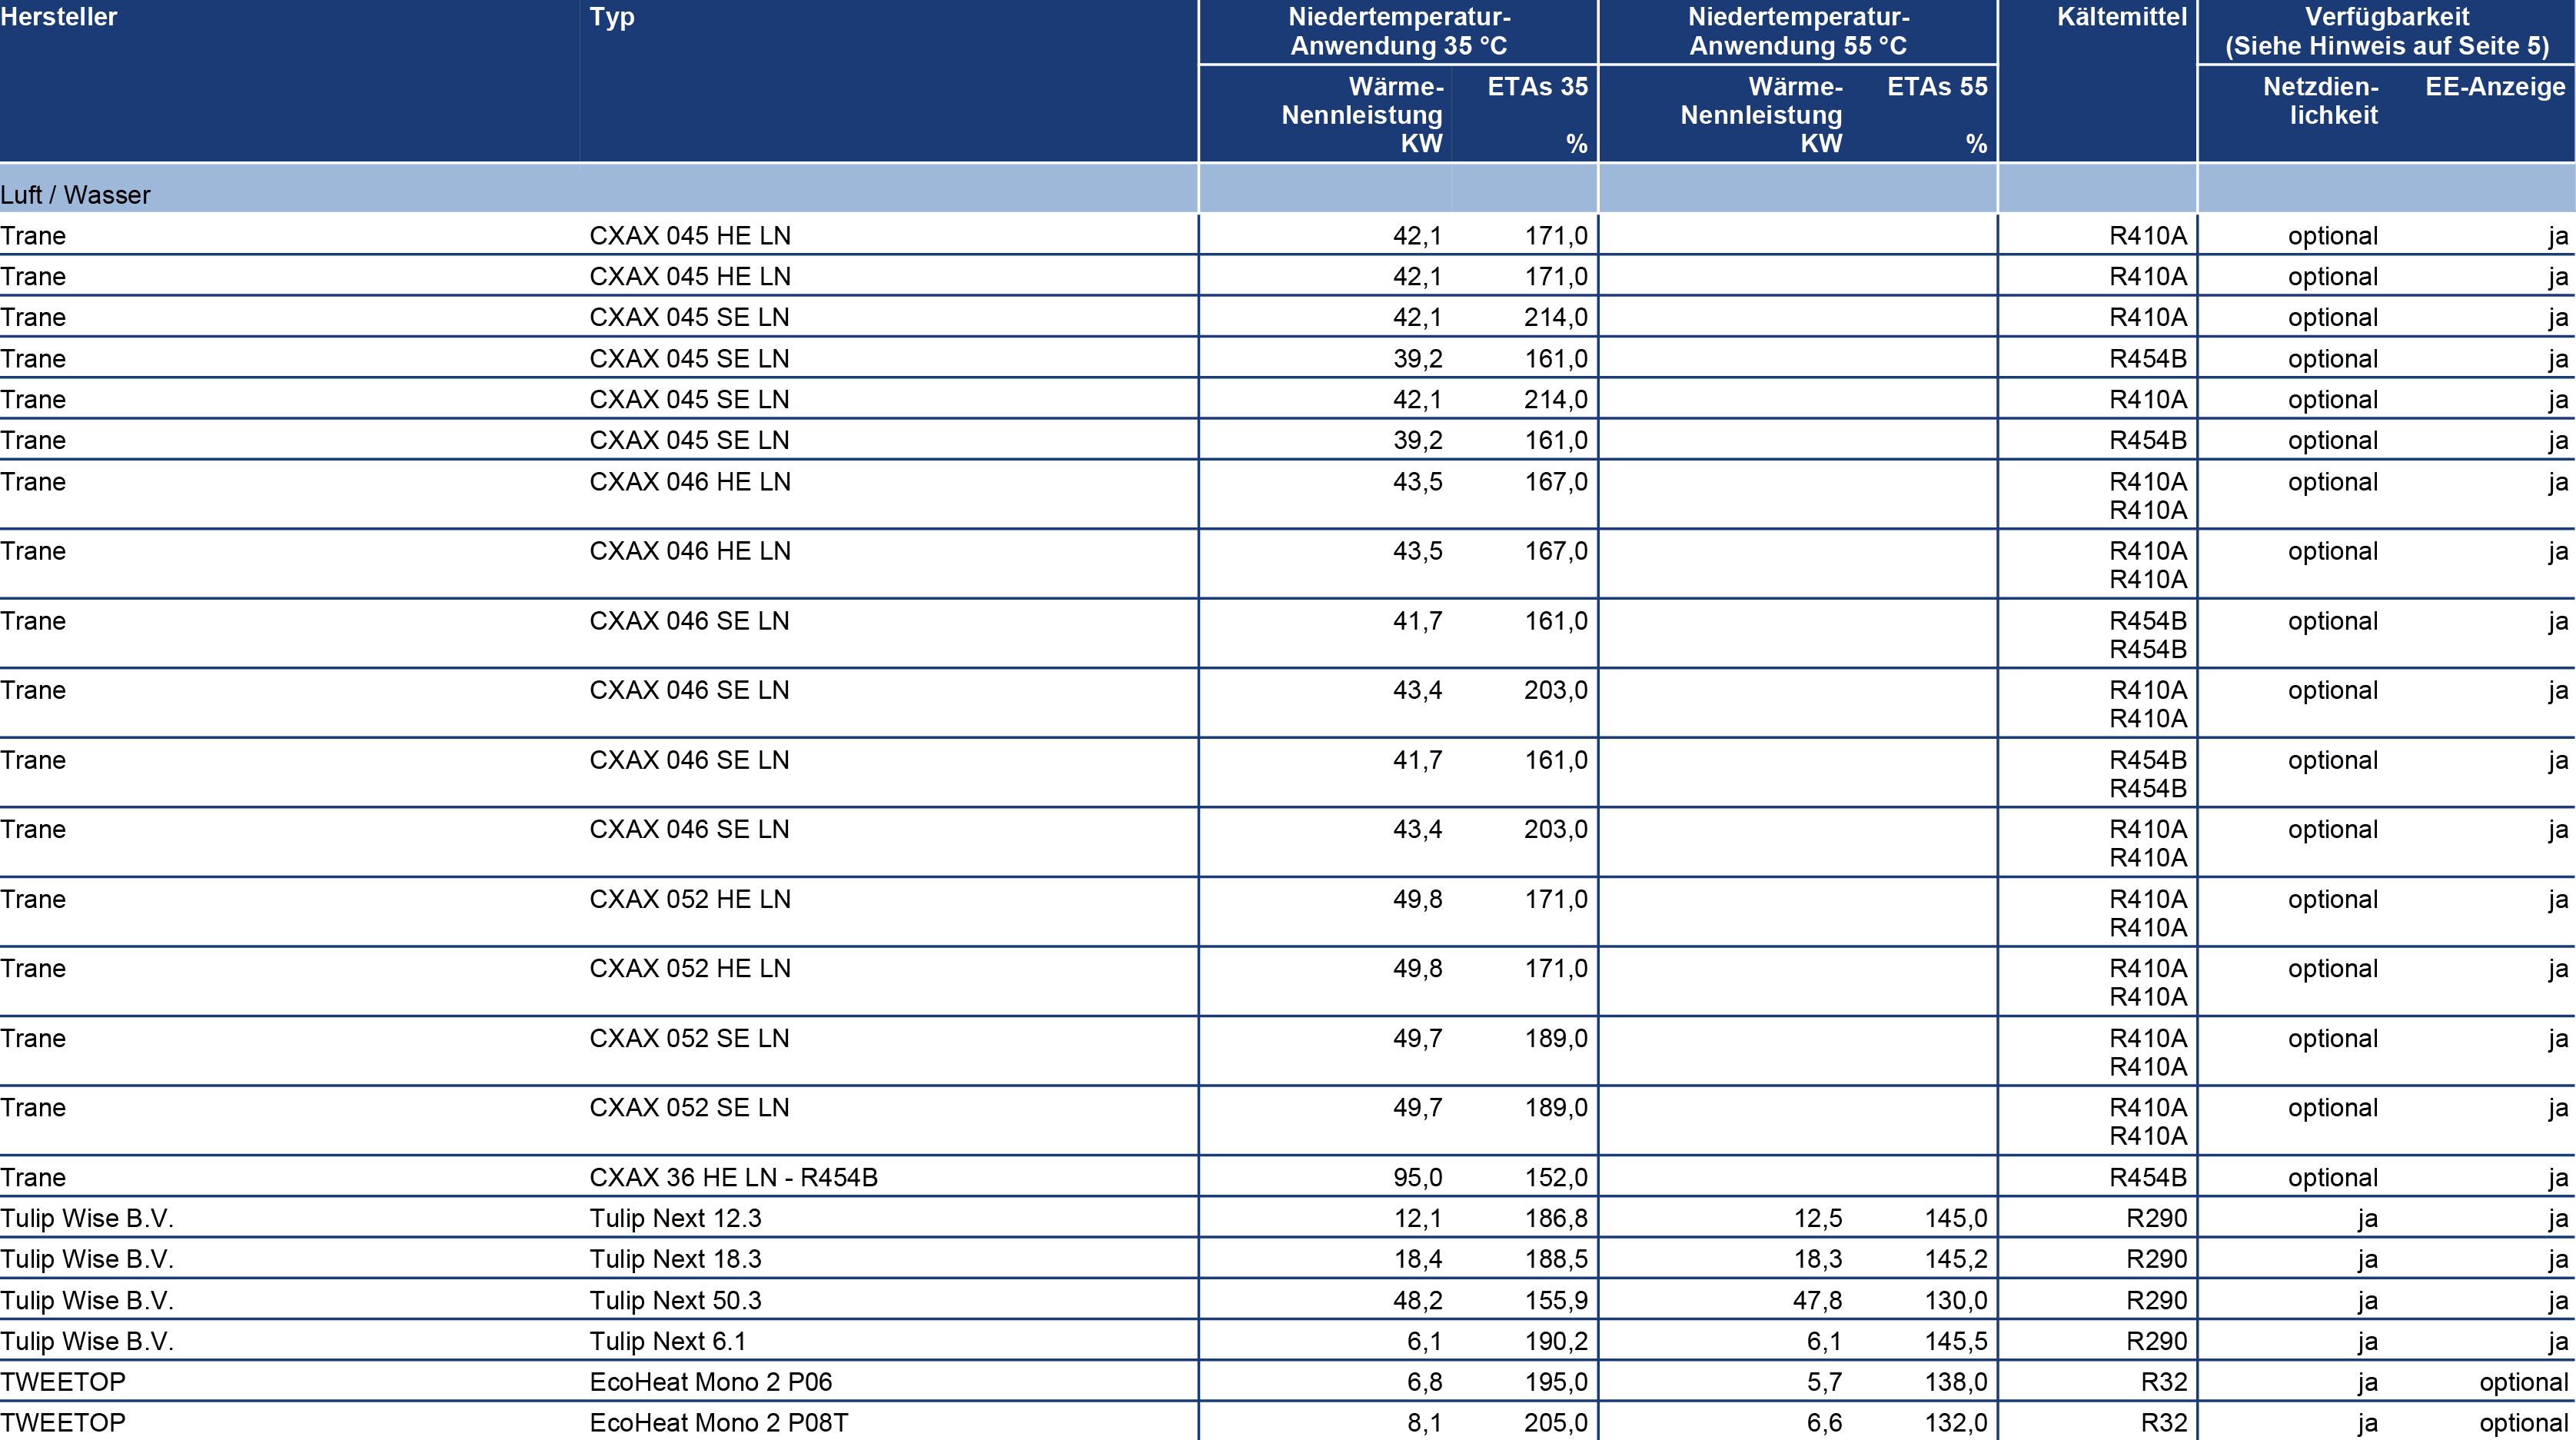 Hersteller Typ Niedertemperatur- Niedertemperatur- Kältemittel Verfügbarkeit
Anwendung 35 °C Anwendung 55 °C (Siehe Hinweis auf Seite 5)
Wärme- ETAs 35 Wärme- ETAs 55 Netzdien- EE-Anzeige
Nennleistung Nennleistung lichkeit
KW % KW %
Luft / Wasser
Trane CXAX 045 HE LN 42,1 171,0 R410A optional ja
Trane CXAX 045 HE LN 42,1 171,0 R410A optional ja
Trane CXAX 045 SE LN 42,1 214,0 R410A optional ja
Trane CXAX 045 SE LN 39,2 161,0 R454B optional ja
Trane CXAX 045 SE LN 42,1 214,0 R410A optional ja
Trane CXAX 045 SE LN 39,2 161,0 R454B optional ja
Trane CXAX 046 HE LN 43,5 167,0 R410A optional ja
R410A
Trane CXAX 046 HE LN 43,5 167,0 R410A optional ja
R410A
Trane CXAX 046 SE LN 41,7 161,0 R454B optional ja
R454B
Trane CXAX 046 SE LN 43,4 203,0 R410A optional ja
R410A
Trane CXAX 046 SE LN 41,7 161,0 R454B optional ja
R454B
Trane CXAX 046 SE LN 43,4 203,0 R410A optional ja
R410A
Trane CXAX 052 HE LN 49,8 171,0 R410A optional ja
R410A
Trane CXAX 052 HE LN 49,8 171,0 R410A optional ja
R410A
Trane CXAX 052 SE LN 49,7 189,0 R410A optional ja
R410A
Trane CXAX 052 SE LN 49,7 189,0 R410A optional ja
R410A
Trane CXAX 36 HE LN - R454B 95,0 152,0 R454B optional ja
Tulip Wise B.V. Tulip Next 12.3 12,1 186,8 12,5 145,0 R290 ja ja
Tulip Wise B.V. Tulip Next 18.3 18,4 188,5 18,3 145,2 R290 ja ja
Tulip Wise B.V. Tulip Next 50.3 48,2 155,9 47,8 130,0 R290 ja ja
Tulip Wise B.V. Tulip Next 6.1 6,1 190,2 6,1 145,5 R290 ja ja
TWEETOP EcoHeat Mono 2 P06 6,8 195,0 5,7 138,0 R32 ja optional
TWEETOP EcoHeat Mono 2 P08T 8,1 205,0 6,6 132,0 R32 ja optional